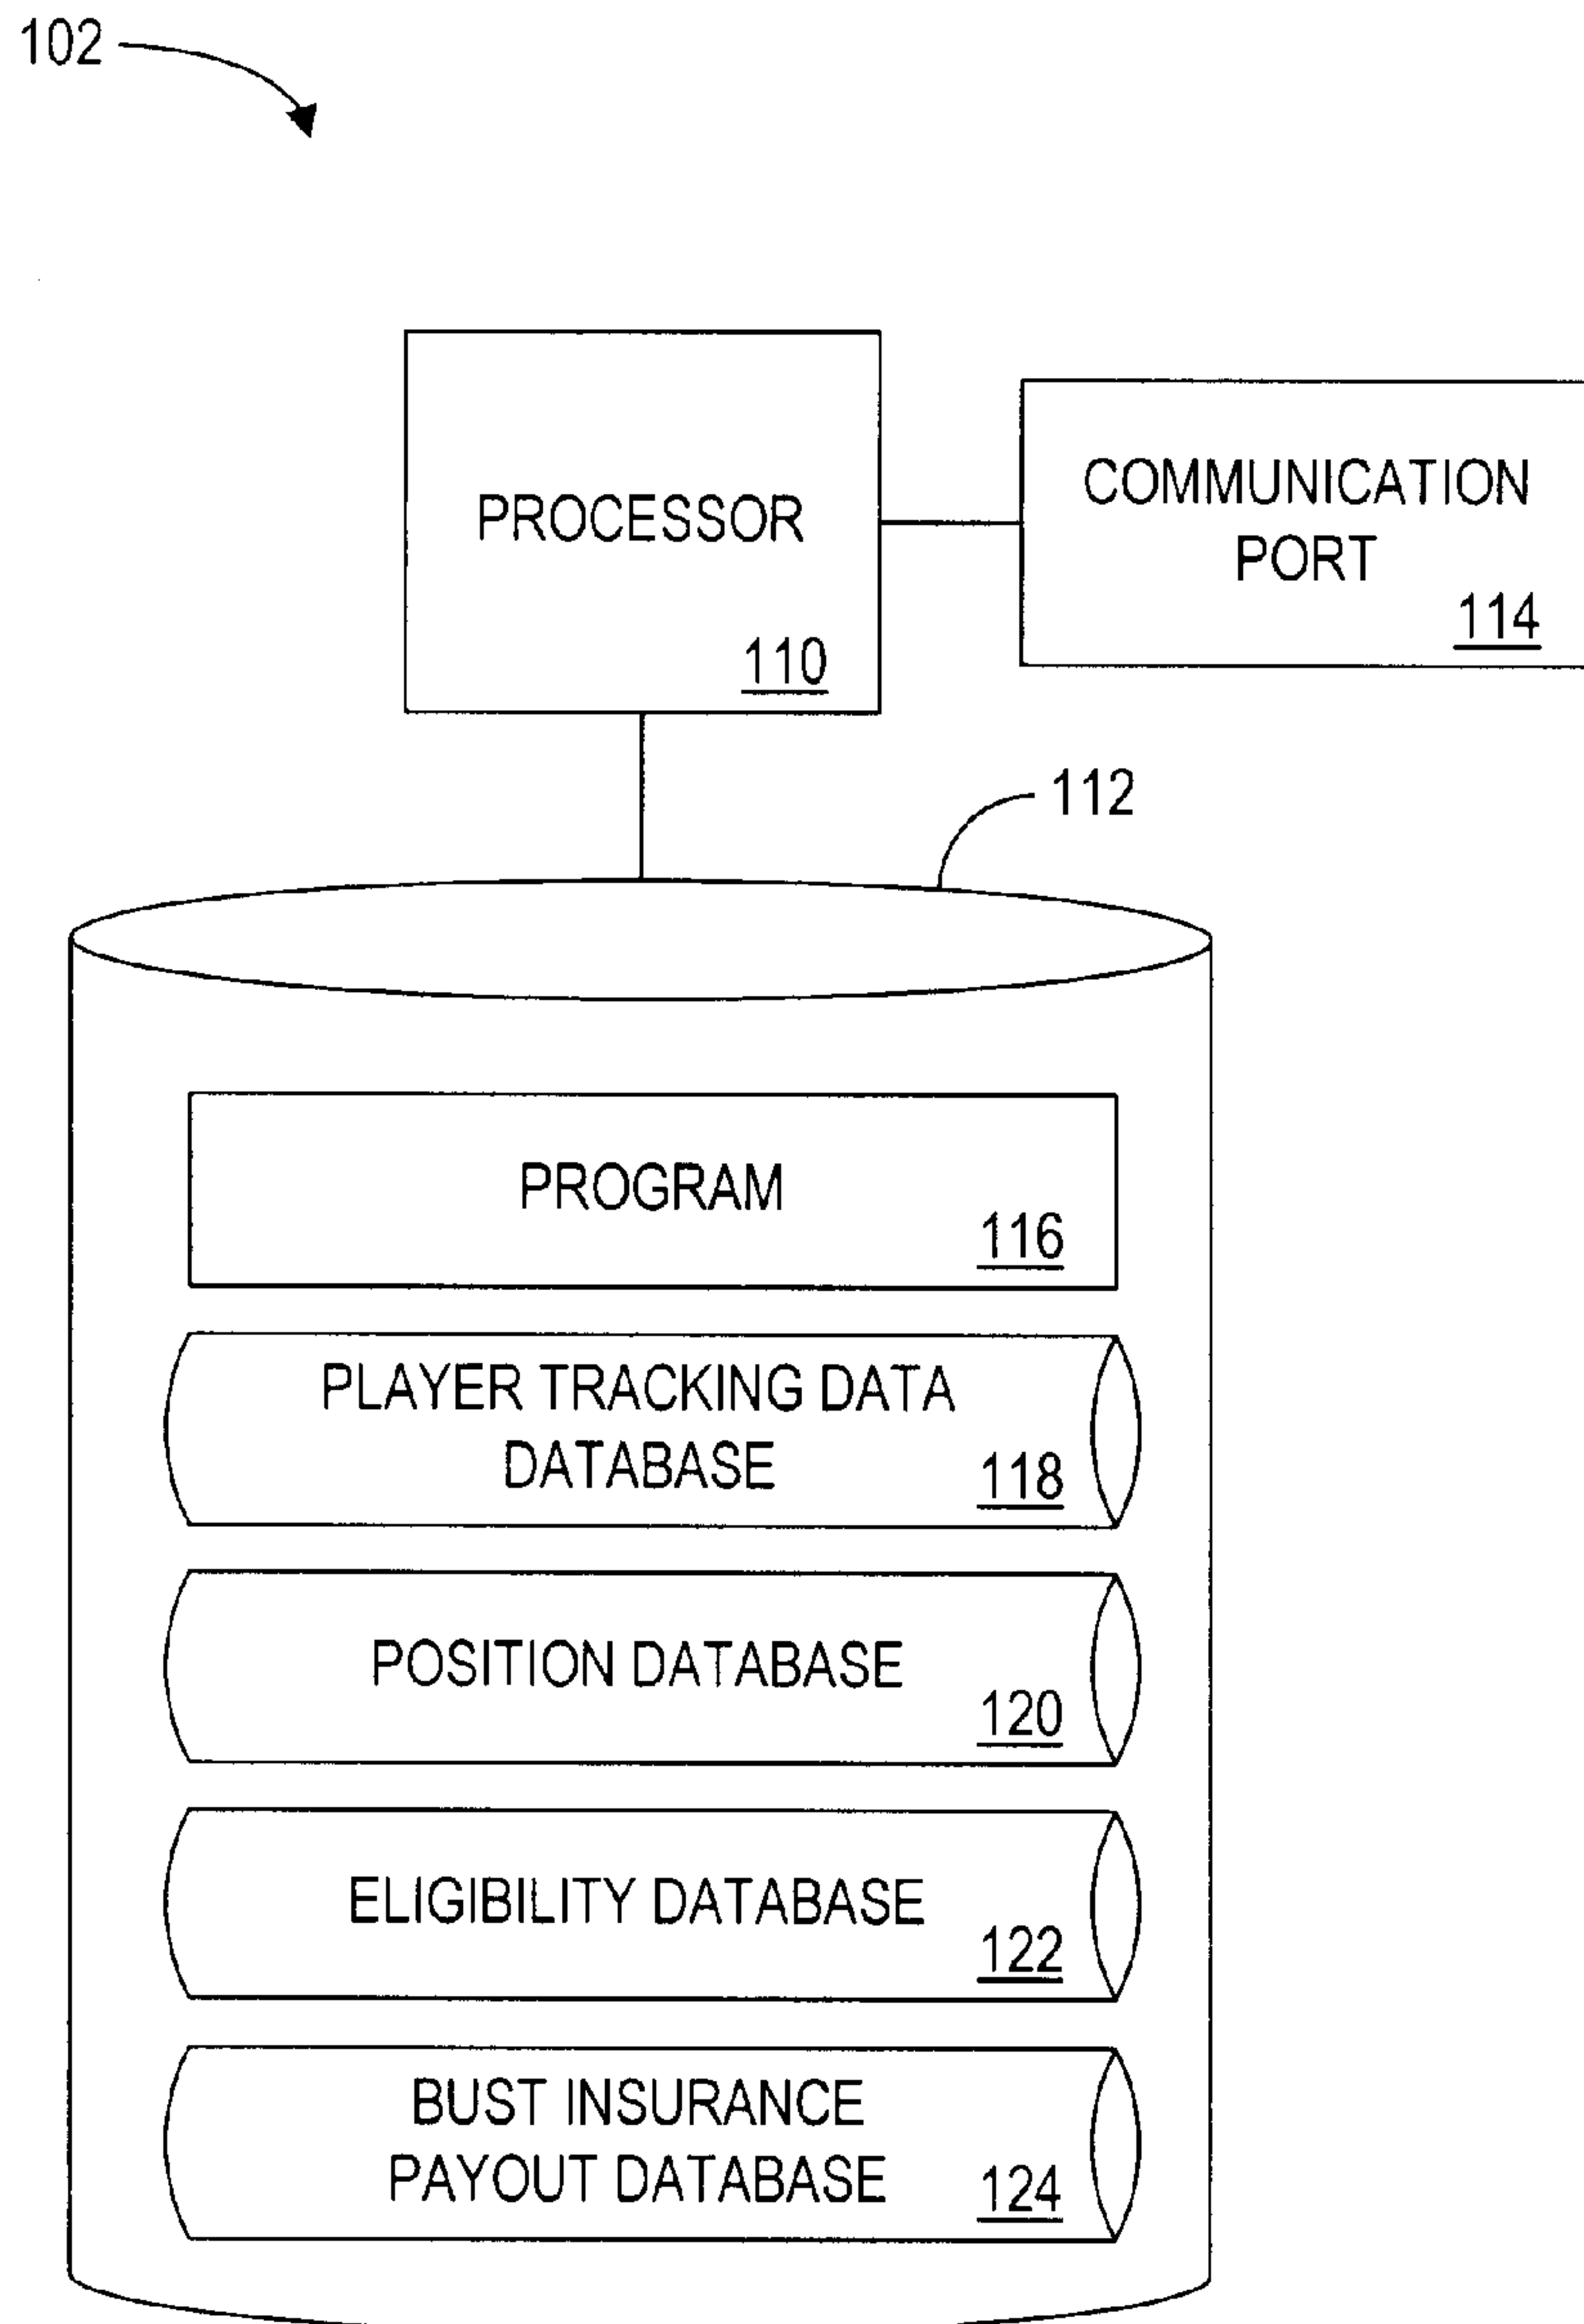 102
PROCESSOR
110
COMMUNICATION
PORT
114
112
PROGRAM
116
PLAYER TRACKING DATA
DATABASE
118
POSITION DATABASE
120
ELIGIBILITY DATABASE
122
BUST INSURANCE
PAYOUT DATABASE
124